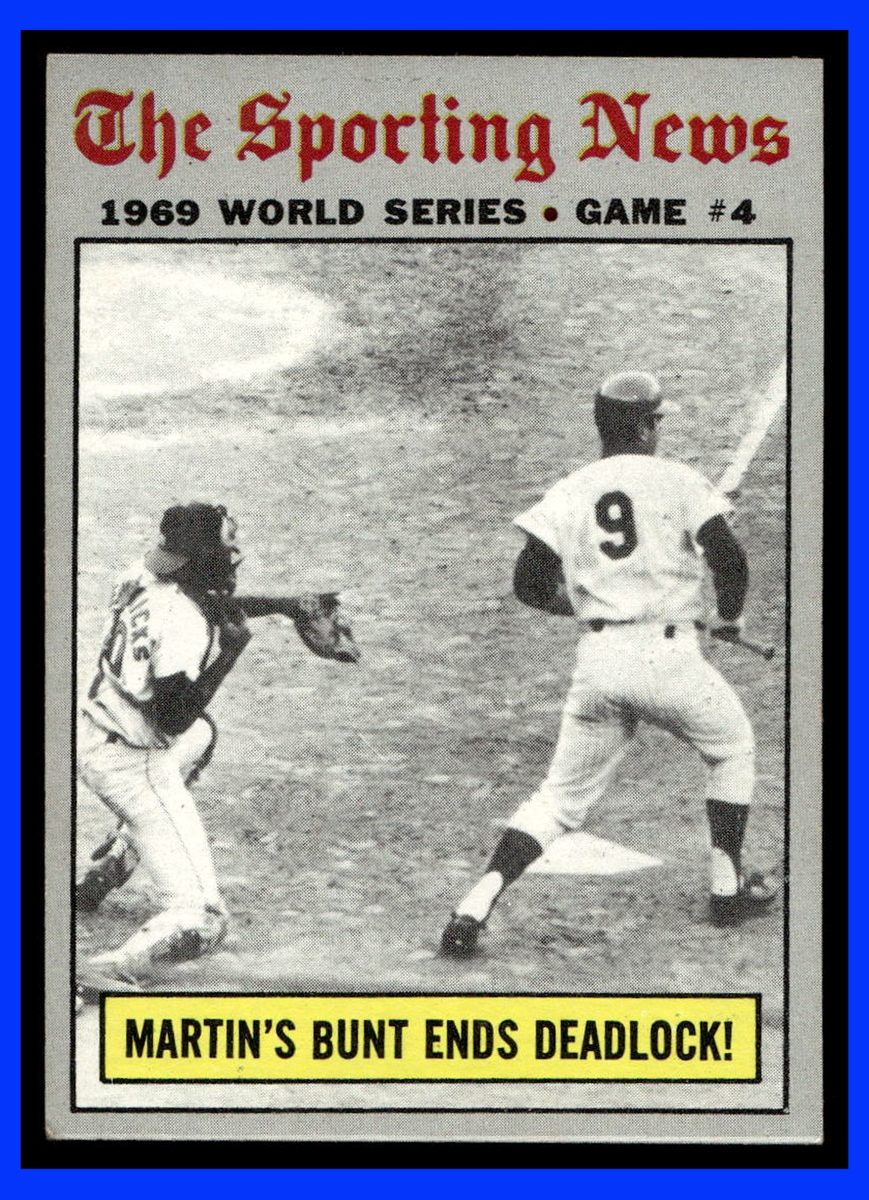 The Sporting News
1969 WORLD SERIES • GAME #4
9
MARTIN'S BUNT ENDS DEADLOCK!